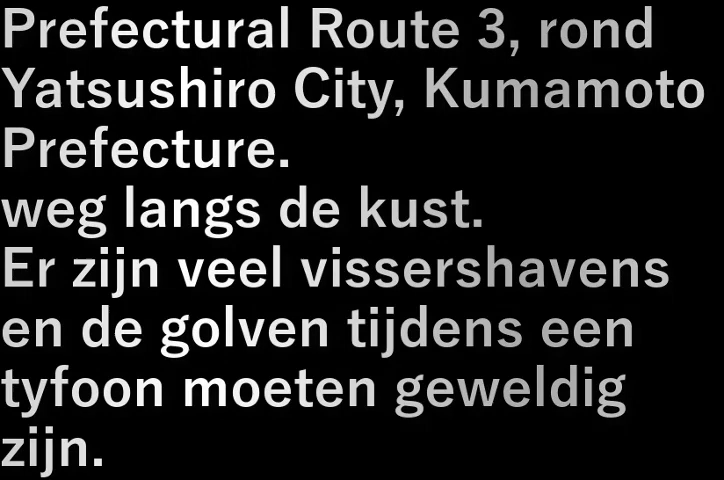 Prefectural Route 3, rond
Yatsushiro City, Kumamoto
Prefecture.
weg langs de kust.
Er zijn veel vissershavens
en de golven tijdens een
tyfoon moeten geweldig
zijn.